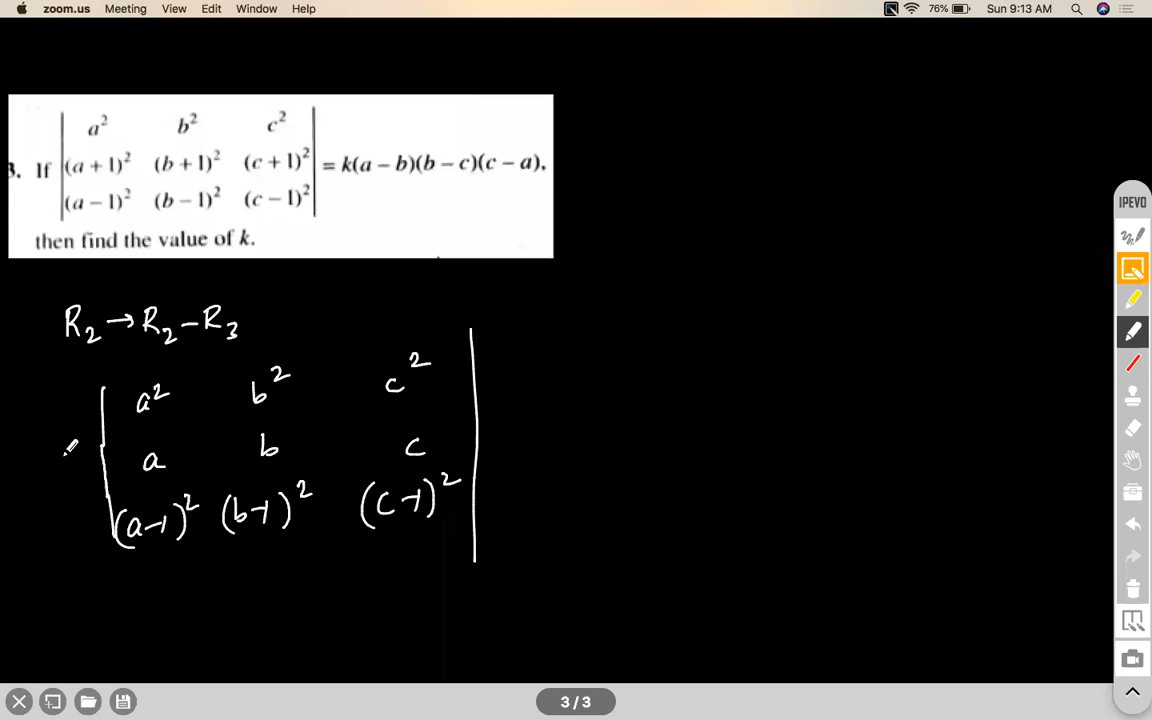 zoom.us Meeting View Edit Window Help 76% Sun 9:13 AM
3. If | a² b² c² |
| (a + 1)² (b + 1)² (c + 1)² | = k(a − b)(b − c)(c − a),
| (a − 1)² (b − 1)² (c − 1)² |
then find the value of k.
IPEVO
R₂ → R₂ − R₃
| a² b² c² |
| a b c |
| (a-1)² (b-1)² (c-1)² |
3 / 3